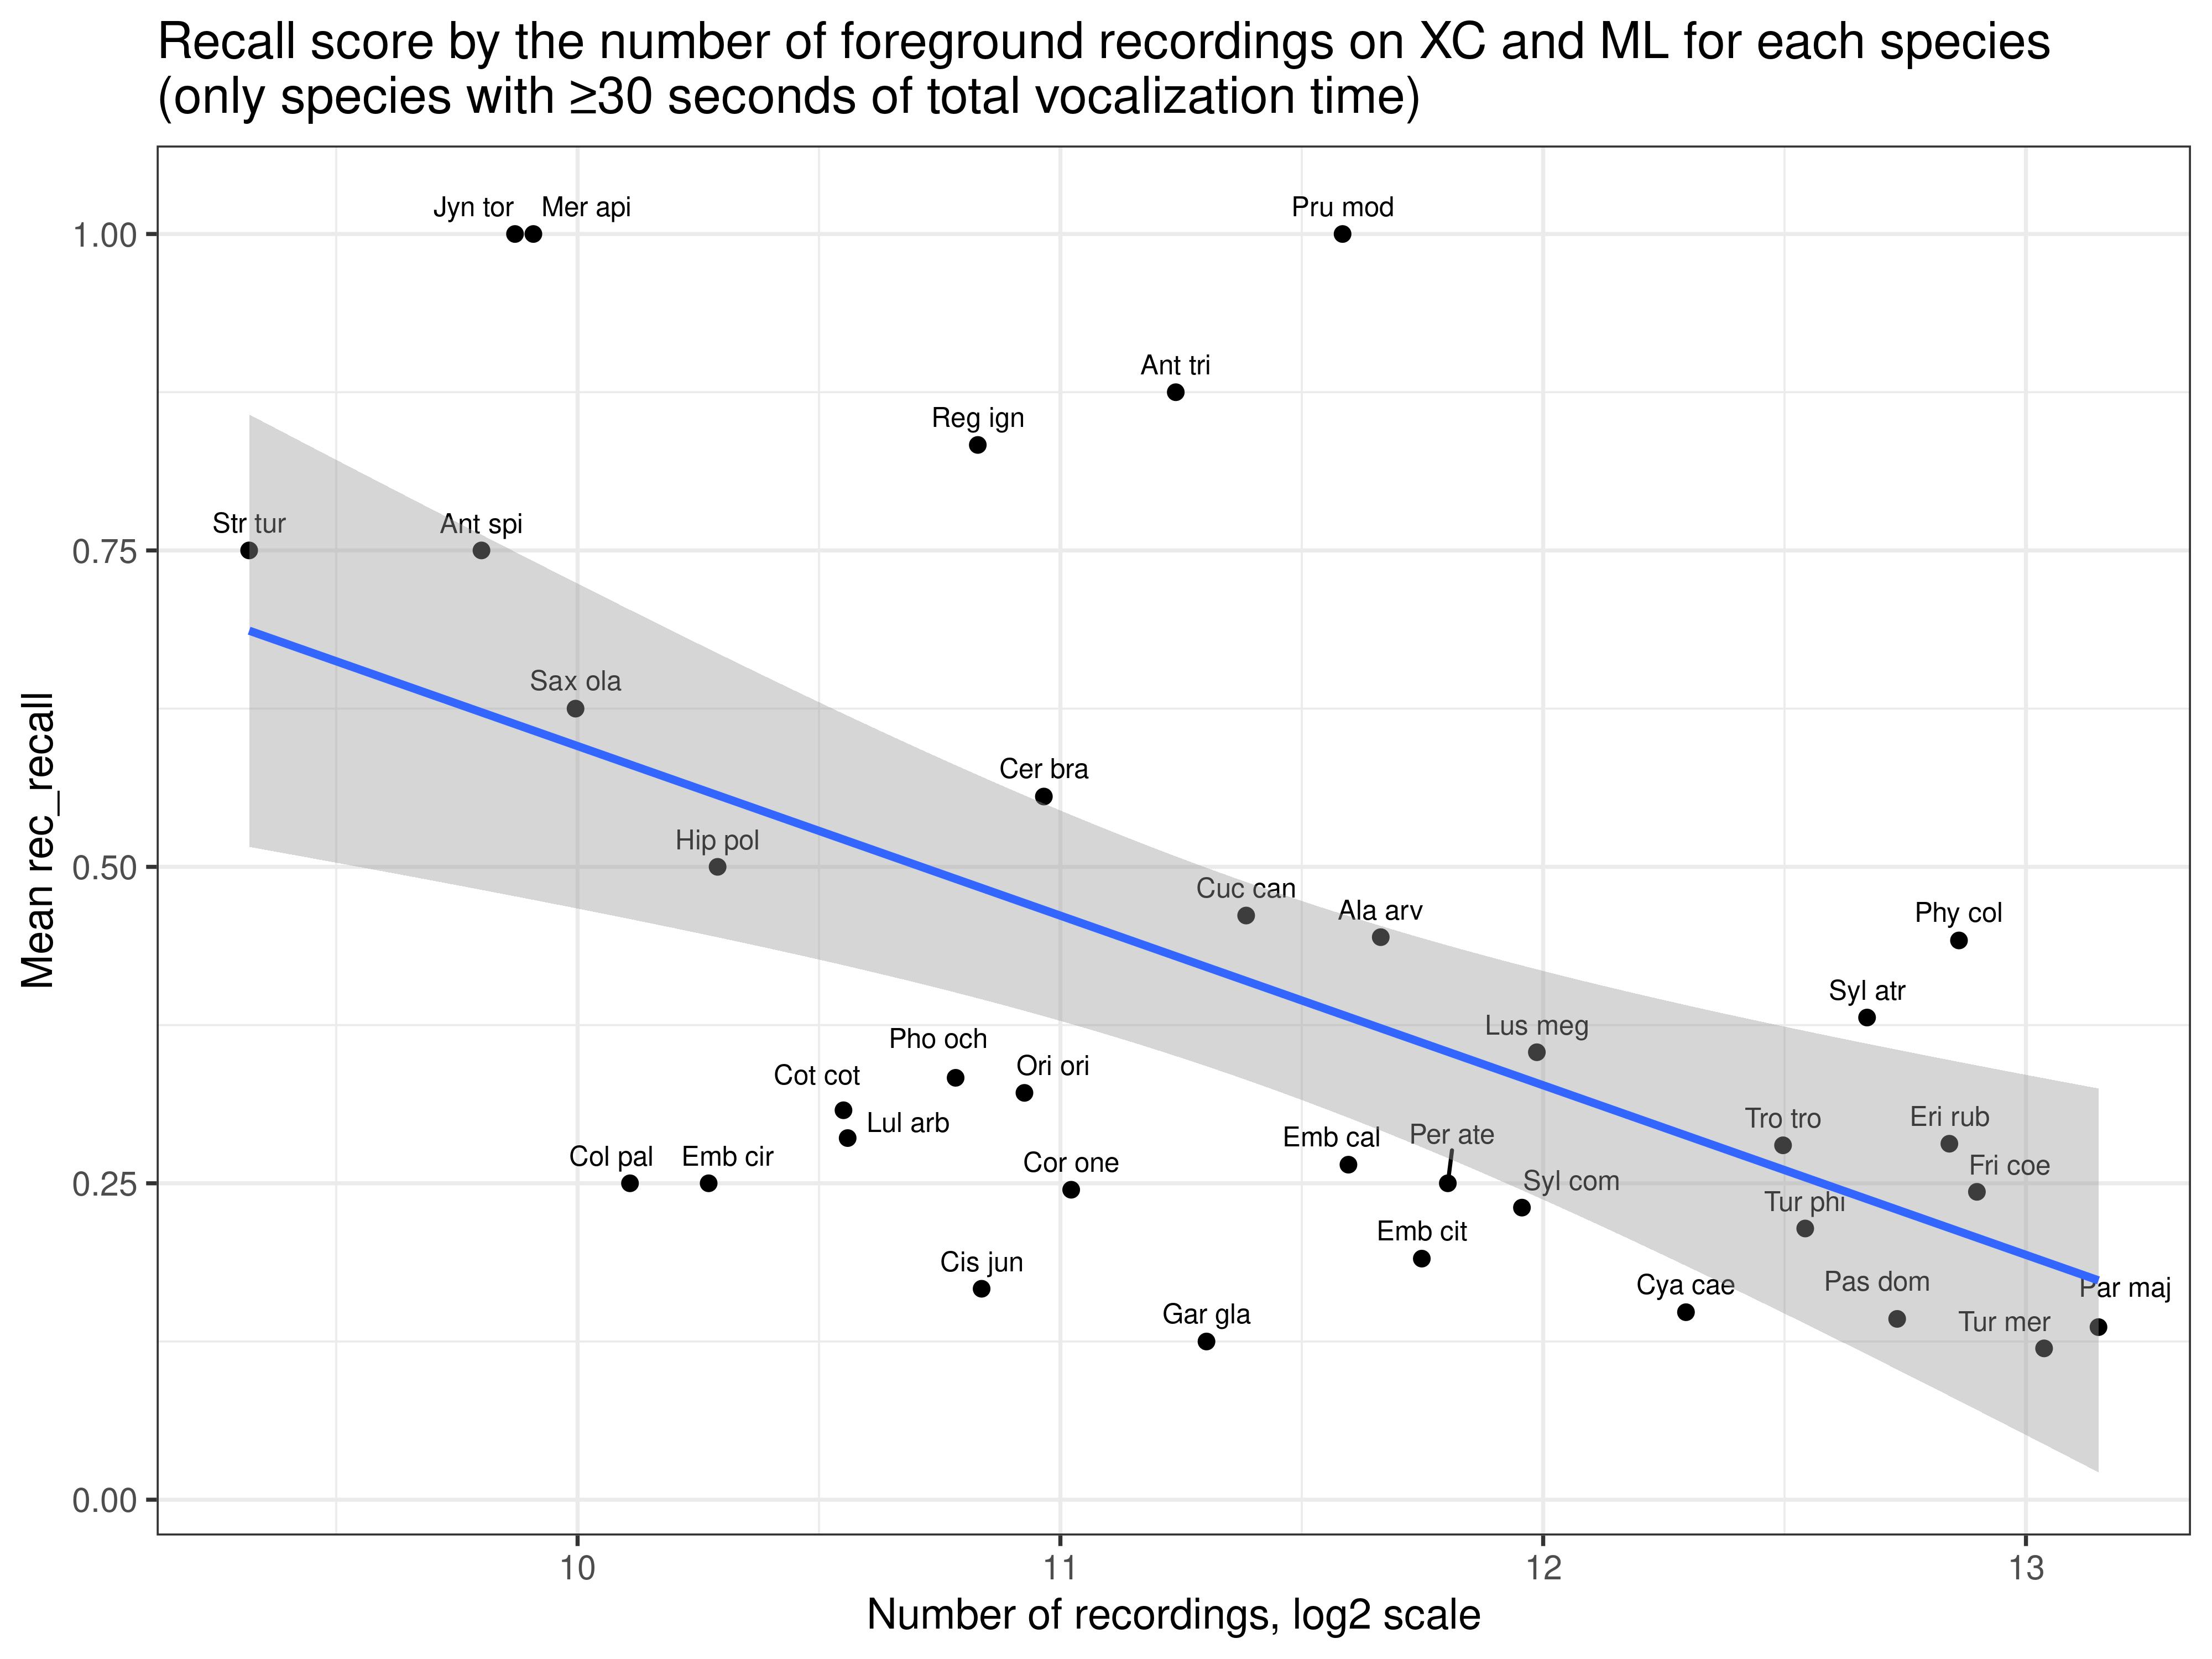 Recall score by the number of foreground recordings on XC and ML for each species
(only species with ≥30 seconds of total vocalization time)
Jyn tor
Mer api
Pru mod
1.00
Ant tri
Reg ign
Str tur
Ant spi
0.75
Sax ola
Cer bra
Hip pol
0.50
Cuc can
Ala arv
Phy col
Syl atr
Lus meg
Pho och
Ori ori
Cot cot
Lul arb
Tro tro
Eri rub
Emb cal
Per ate
Col pal
Emb cir
Cor one
Fri coe
0.25
Syl com
Tur phi
Emb cit
Cis jun
Pas dom
Cya cae
Par maj
Gar gla
Tur mer
0.00
Mean rec_recall
10
11
12
13
Number of recordings, log2 scale